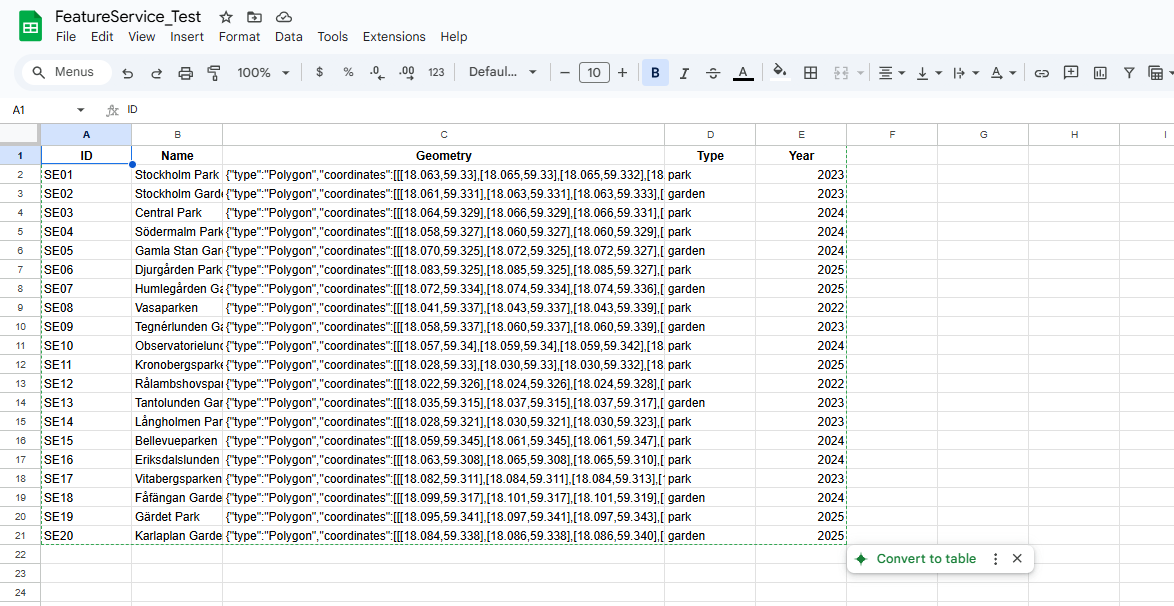 FeatureService_Test
File Edit View Insert Format Data Tools Extensions Help
Menus 100% $ % .0 .00 123 Defaul... 10 B I S A A
A1 fx ID
A B C D E F G H I
1 ID Name Geometry Type Year
2 SE01 Stockholm Park {"type":"Polygon","coordinates":[[[18.063,59.33],[18.065,59.33],[18.065,59.332],[18. park 2023
3 SE02 Stockholm Garde {"type":"Polygon","coordinates":[[[18.061,59.331],[18.063,59.331],[18.063,59.333],[ garden 2023
4 SE03 Central Park {"type":"Polygon","coordinates":[[[18.064,59.329],[18.066,59.329],[18.066,59.331],[ park 2024
5 SE04 Södermalm Park {"type":"Polygon","coordinates":[[[18.058,59.327],[18.060,59.327],[18.060,59.329],[ park 2024
6 SE05 Gamla Stan Gar {"type":"Polygon","coordinates":[[[18.070,59.325],[18.072,59.325],[18.072,59.327],[ garden 2024
7 SE06 Djurgården Park {"type":"Polygon","coordinates":[[[18.083,59.325],[18.085,59.325],[18.085,59.327],[ park 2025
8 SE07 Humlegården Ga {"type":"Polygon","coordinates":[[[18.072,59.334],[18.074,59.334],[18.074,59.336],[ garden 2025
9 SE08 Vasaparken {"type":"Polygon","coordinates":[[[18.041,59.337],[18.043,59.337],[18.043,59.339],[ park 2022
10 SE09 Tegnérlunden Ga {"type":"Polygon","coordinates":[[[18.058,59.337],[18.060,59.337],[18.060,59.339],[ garden 2023
11 SE10 Observatorielund {"type":"Polygon","coordinates":[[[18.057,59.34],[18.059,59.34],[18.059,59.342],[18. park 2024
12 SE11 Kronobergsparke {"type":"Polygon","coordinates":[[[18.028,59.33],[18.030,59.33],[18.030,59.332],[18. park 2025
13 SE12 Rålambshovspar {"type":"Polygon","coordinates":[[[18.022,59.326],[18.024,59.326],[18.024,59.328],[ park 2022
14 SE13 Tantolunden Gar {"type":"Polygon","coordinates":[[[18.035,59.315],[18.037,59.315],[18.037,59.317],[ garden 2023
15 SE14 Långholmen Par {"type":"Polygon","coordinates":[[[18.028,59.321],[18.030,59.321],[18.030,59.323],[ park 2023
16 SE15 Bellevueparken {"type":"Polygon","coordinates":[[[18.059,59.345],[18.061,59.345],[18.061,59.347],[ park 2024
17 SE16 Eriksdalslunden {"type":"Polygon","coordinates":[[[18.063,59.308],[18.065,59.308],[18.065,59.310],[ park 2024
18 SE17 Vitabergsparken {"type":"Polygon","coordinates":[[[18.082,59.311],[18.084,59.311],[18.084,59.313],[ park 2023
19 SE18 Fåfängan Garde {"type":"Polygon","coordinates":[[[18.099,59.317],[18.101,59.317],[18.101,59.319],[ garden 2024
20 SE19 Gärdet Park {"type":"Polygon","coordinates":[[[18.095,59.341],[18.097,59.341],[18.097,59.343],[ park 2025
21 SE20 Karlaplan Garde {"type":"Polygon","coordinates":[[[18.084,59.338],[18.086,59.338],[18.086,59.340],[ garden 2025
22
Convert to table
23
24